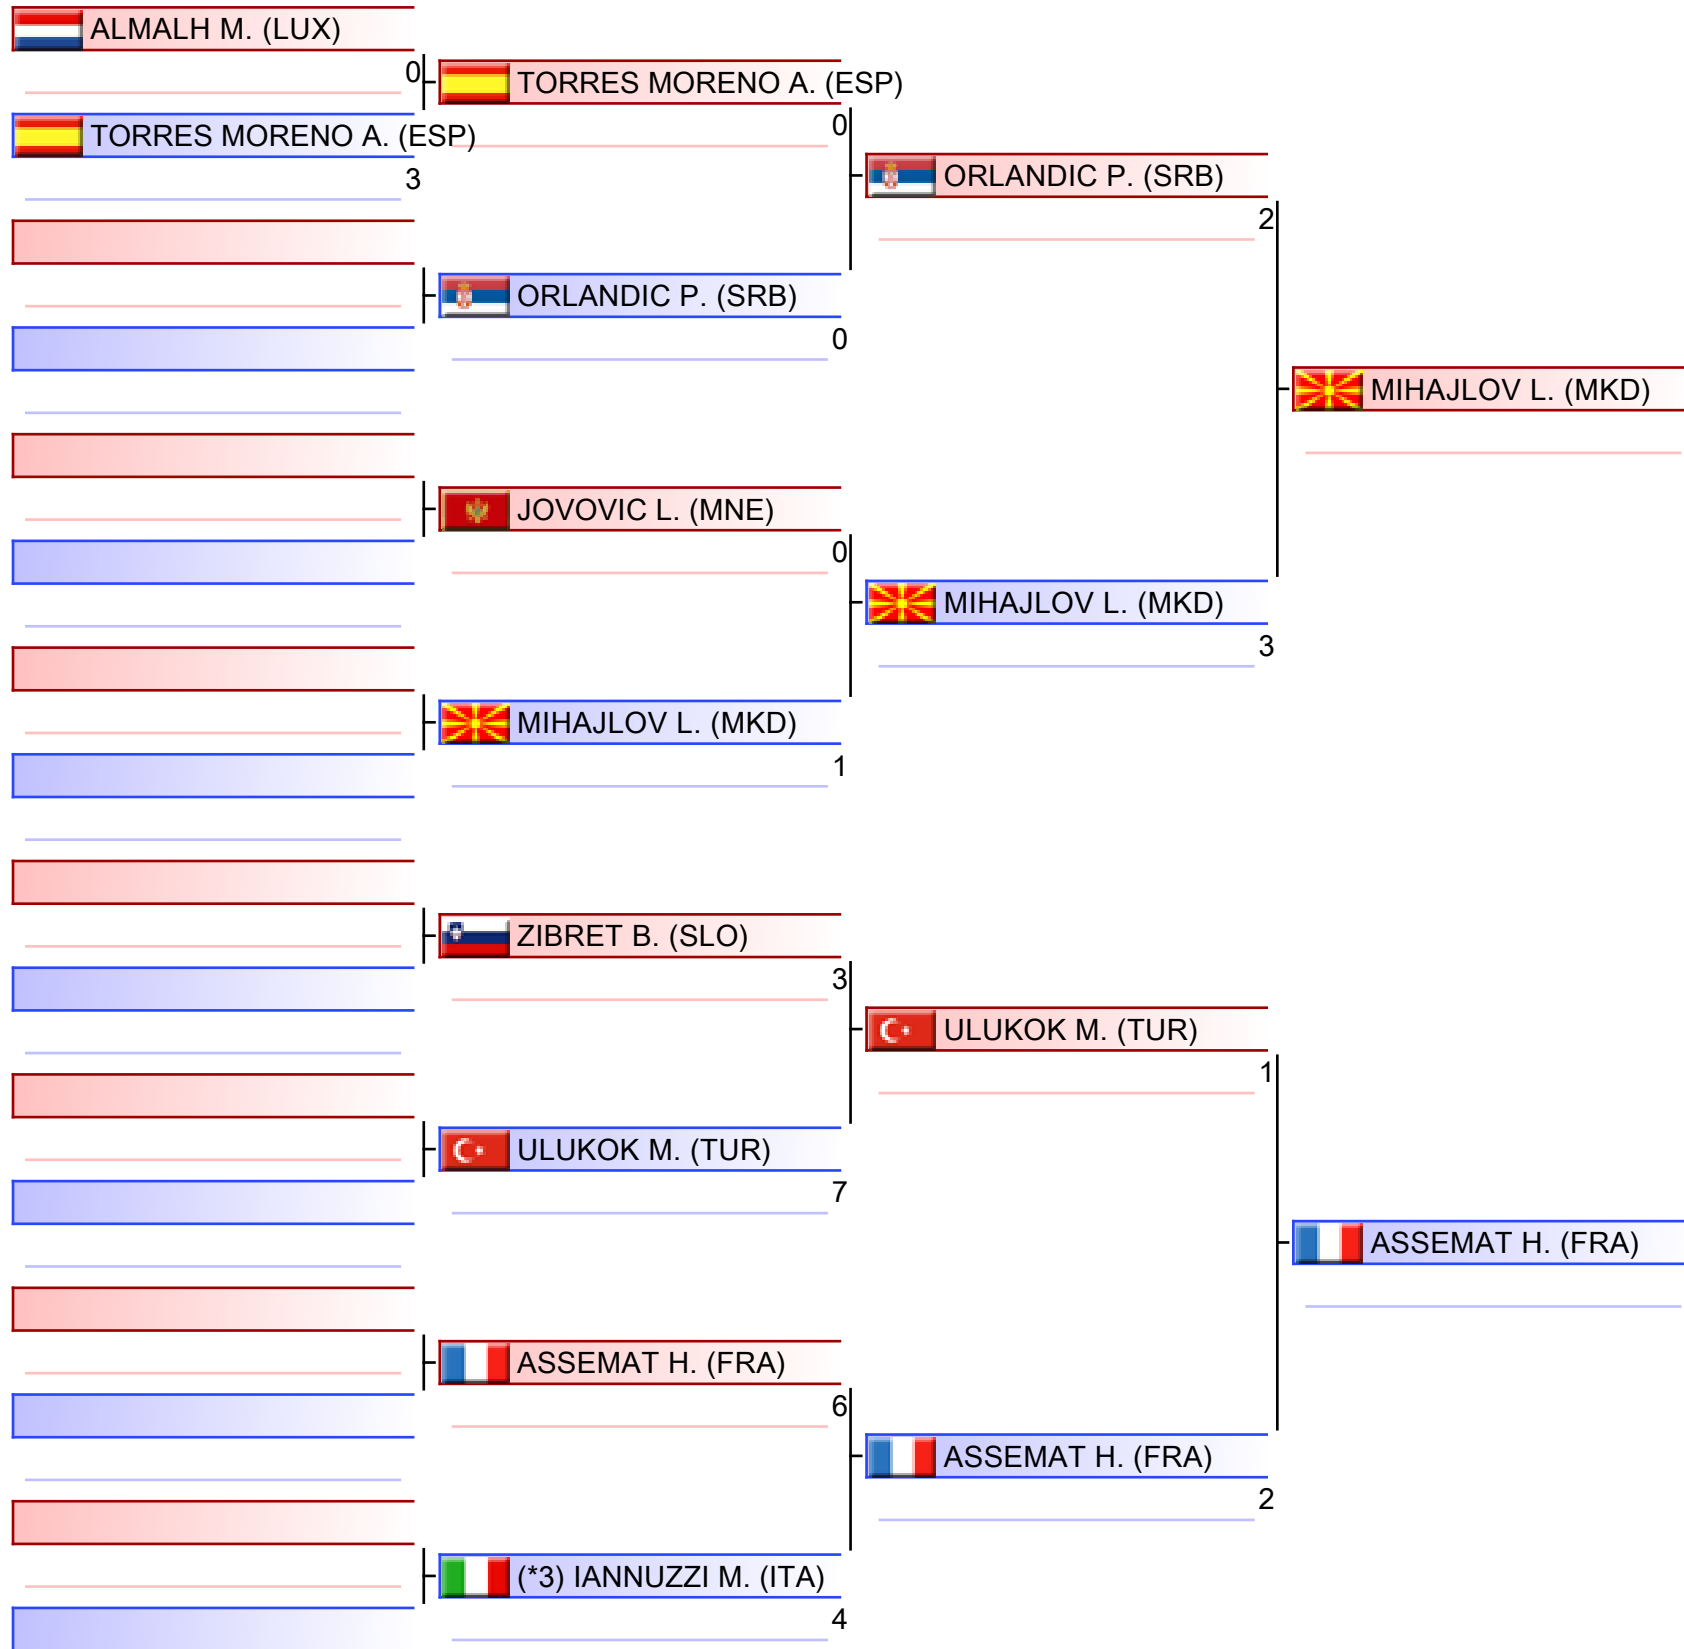 ALMALH M. (LUX)
0
TORRES MORENO A. (ESP)
3
TORRES MORENO A. (ESP)
0
ORLANDIC P. (SRB)
0
JOVOVIC L. (MNE)
0
MIHAJLOV L. (MKD)
1
ZIBRET B. (SLO)
3
ULUKOK M. (TUR)
7
ASSEMAT H. (FRA)
6
(*3) IANNUZZI M. (ITA)
4
ORLANDIC P. (SRB)
2
MIHAJLOV L. (MKD)
3
ULUKOK M. (TUR)
1
ASSEMAT H. (FRA)
2
MIHAJLOV L. (MKD)
ASSEMAT H. (FRA)